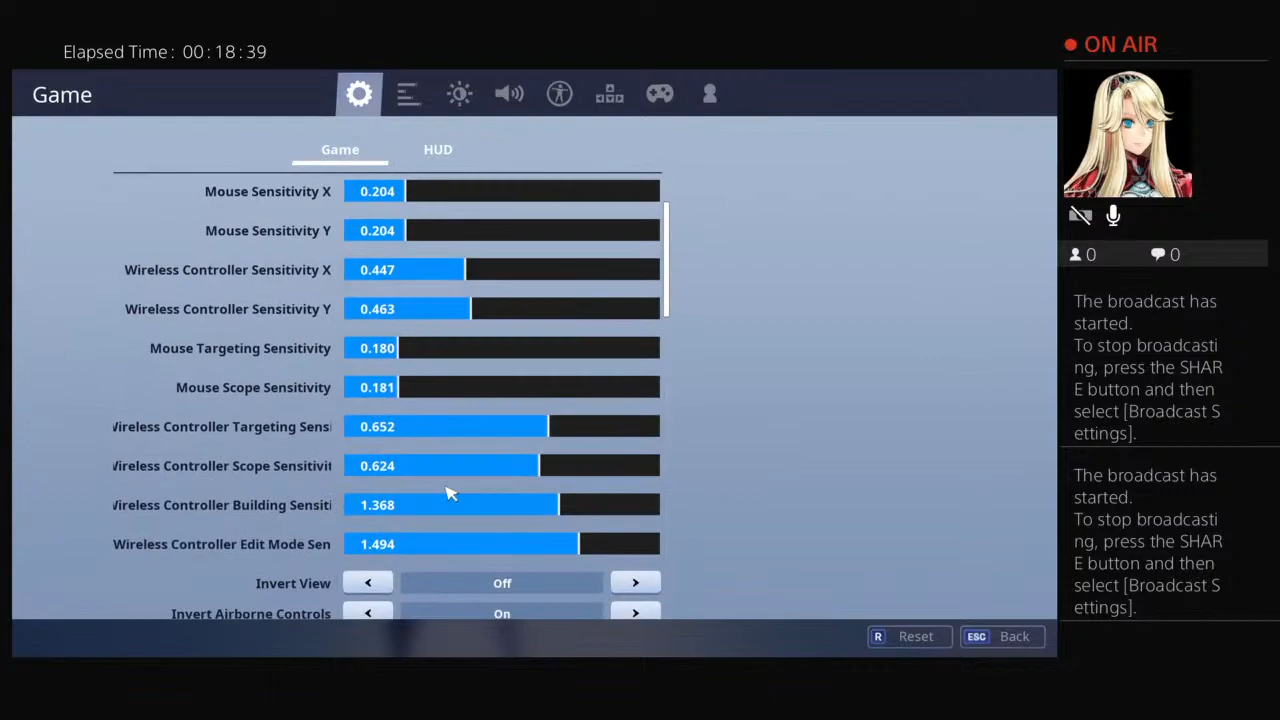 Elapsed Time: 00:18:39
ON AIR
Game
Game HUD
Mouse Sensitivity X 0.204
Mouse Sensitivity Y 0.204
Wireless Controller Sensitivity X 0.447
Wireless Controller Sensitivity Y 0.463
Mouse Targeting Sensitivity 0.180
Mouse Scope Sensitivity 0.181
Wireless Controller Targeting Sensi 0.652
Wireless Controller Scope Sensitivit 0.624
Wireless Controller Building Sensiti 1.368
Wireless Controller Edit Mode Sen 1.494
Invert View < Off >
Invert Airborne Controls < On >
R Reset ESC Back
0 0
The broadcast has
started.
To stop broadcasti
ng, press the SHAR
E button and then
select [Broadcast S
ettings].
The broadcast has
started.
To stop broadcasti
ng, press the SHAR
E button and then
select [Broadcast S
ettings].